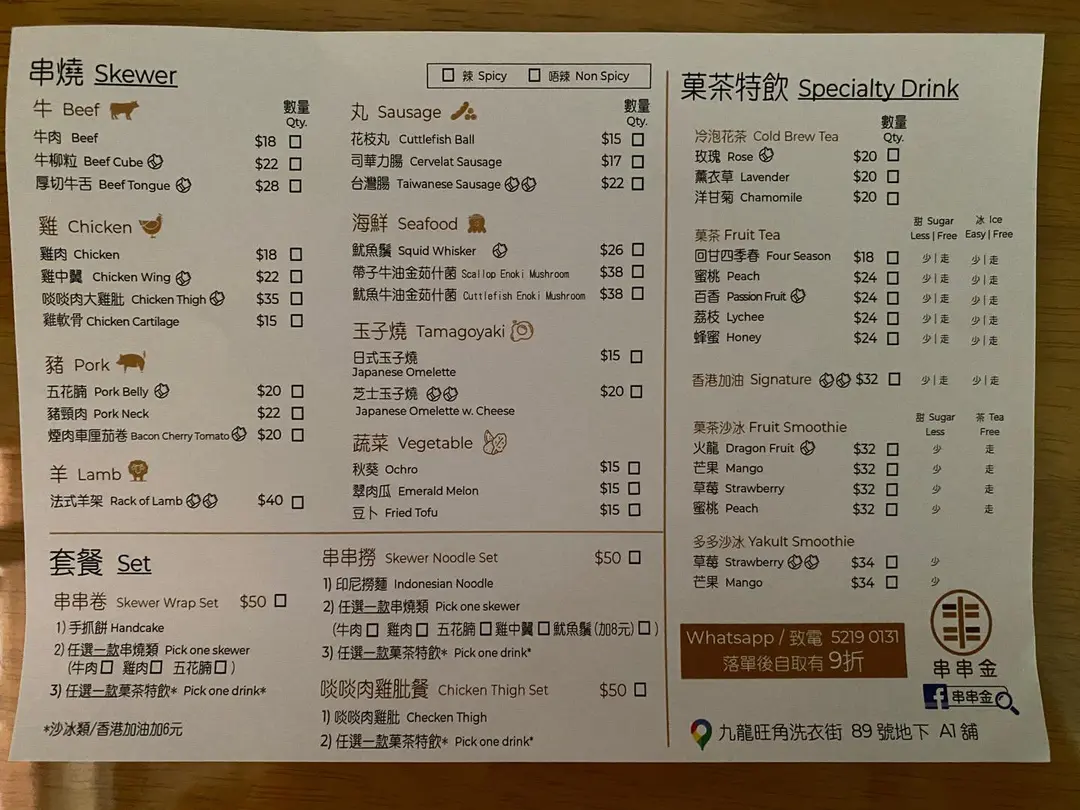 串燒 Skewer
□ 辣 Spicy □ 唔辣 Non Spicy
牛 Beef
數量
Qty.
牛肉 Beef $18 □
牛柳粒 Beef Cube $22 □
厚切牛舌 Beef Tongue $28 □
雞 Chicken
雞肉 Chicken $18 □
雞中翼 Chicken Wing $22 □
啖啖肉大雞肶 Chicken Thigh $35 □
雞軟骨 Chicken Cartilage $15 □
豬 Pork
五花腩 Pork Belly $20 □
豬頸肉 Pork Neck $22 □
煙肉車厘茄卷 Bacon Cherry Tomato $20 □
羊 Lamb
法式羊架 Rack of Lamb $40 □
丸 Sausage
數量
Qty.
花枝丸 Cuttlefish Ball $15 □
司華力腸 Cervelat Sausage $17 □
台灣腸 Taiwanese Sausage $22 □
海鮮 Seafood
魷魚鬚 Squid Whisker $26 □
帶子牛油金茹什菌 Scallop Enoki Mushroom $38 □
魷魚牛油金茹什菌 Cuttlefish Enoki Mushroom $38 □
玉子燒 Tamagoyaki
日式玉子燒 $15 □
Japanese Omelette
芝士玉子燒 $20 □
Japanese Omelette w. Cheese
蔬菜 Vegetable
秋葵 Ochro $15 □
翠肉瓜 Emerald Melon $15 □
豆卜 Fried Tofu $15 □
套餐 Set
串串卷 Skewer Wrap Set $50 □
1) 手抓餅 Handcake
2) 任選一款串燒類 Pick one skewer
(牛肉□ 雞肉□ 五花腩□)
3) 任選一款菓茶特飲* Pick one drink*
*沙冰類/香港加油加6元
串串撈 Skewer Noodle Set $50 □
1) 印尼撈麵 Indonesian Noodle
2) 任選一款串燒類 Pick one skewer
(牛肉□ 雞肉□ 五花腩□ 雞中翼□ 魷魚鬚(加8元)□)
3) 任選一款菓茶特飲* Pick one drink*
啖啖肉雞肶餐 Chicken Thigh Set $50 □
1) 啖啖肉雞肶 Checken Thigh
2) 任選一款菓茶特飲* Pick one drink*
菓茶特飲 Specialty Drink
數量
冷泡花茶 Cold Brew Tea Qty.
玫瑰 Rose $20 □
薰衣草 Lavender $20 □
洋甘菊 Chamomile $20 □
甜 Sugar 冰 Ice
菓茶 Fruit Tea Less | Free Easy | Free
回甘四季春 Four Season $18 □ 少 | 走 少 | 走
蜜桃 Peach $24 □ 少 | 走 少 | 走
百香 Passion Fruit $24 □ 少 | 走 少 | 走
荔枝 Lychee $24 □ 少 | 走 少 | 走
蜂蜜 Honey $24 □ 少 | 走 少 | 走
香港加油 Signature $32 □ 少 | 走 少 | 走
甜 Sugar 茶 Tea
菓茶沙冰 Fruit Smoothie Less Free
火龍 Dragon Fruit $32 □ 少 走
芒果 Mango $32 □ 少 走
草莓 Strawberry $32 □ 少 走
蜜桃 Peach $32 □ 少 走
多多沙冰 Yakult Smoothie
草莓 Strawberry $34 □ 少
芒果 Mango $34 □ 少
Whatsapp / 致電 5219 0131
落單後自取有 9折
串串金
f 串串金
九龍旺角洗衣街 89 號地下 A1 舖